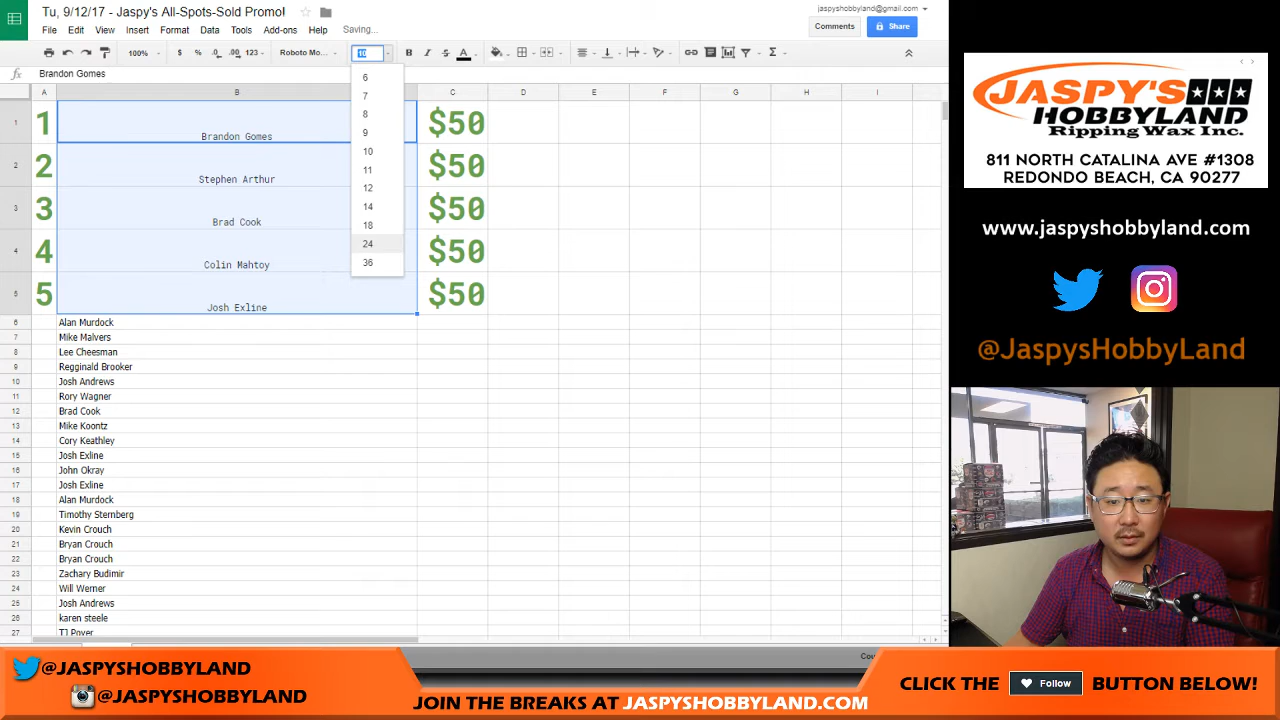 Tu, 9/12/17 - Jaspy's All-Spots-Sold Promo!
jaspyshobbyland@gmail.com
File Edit View Insert Format Data Tools Add-ons Help Saving...
Comments
Share
100% $ % .0 .00 123 Roboto Mo... 10
fx Brandon Gomes
A B C D E F G H I
1 1 Brandon Gomes $50
2 2 Stephen Arthur $50
3 3 Brad Cook $50
4 4 Colin Mahtoy $50
5 5 Josh Exline $50
6
7
8
9
10
11
12
14
18
24
36
6 Alan Murdock
7 Mike Malvers
8 Lee Cheesman
9 Regginald Brooker
10 Josh Andrews
11 Rory Wagner
12 Brad Cook
13 Mike Koontz
14 Cory Keathley
15 Josh Exline
16 John Okray
17 Josh Exline
18 Alan Murdock
19 Timothy Sternberg
20 Kevin Crouch
21 Bryan Crouch
22 Bryan Crouch
23 Zachary Budimir
24 Will Werner
25 Josh Andrews
26 karen steele
27 TJ Poyer
JASPY'S
HOBBYLAND
Ripping Wax Inc.
811 NORTH CATALINA AVE #1308
REDONDO BEACH, CA 90277
www.jaspyshobbyland.com
@JaspysHobbyLand
@JASPYSHOBBYLAND
@JASPYSHOBBYLAND
JOIN THE BREAKS AT JASPYSHOBBYLAND.COM
CLICK THE Follow BUTTON BELOW!